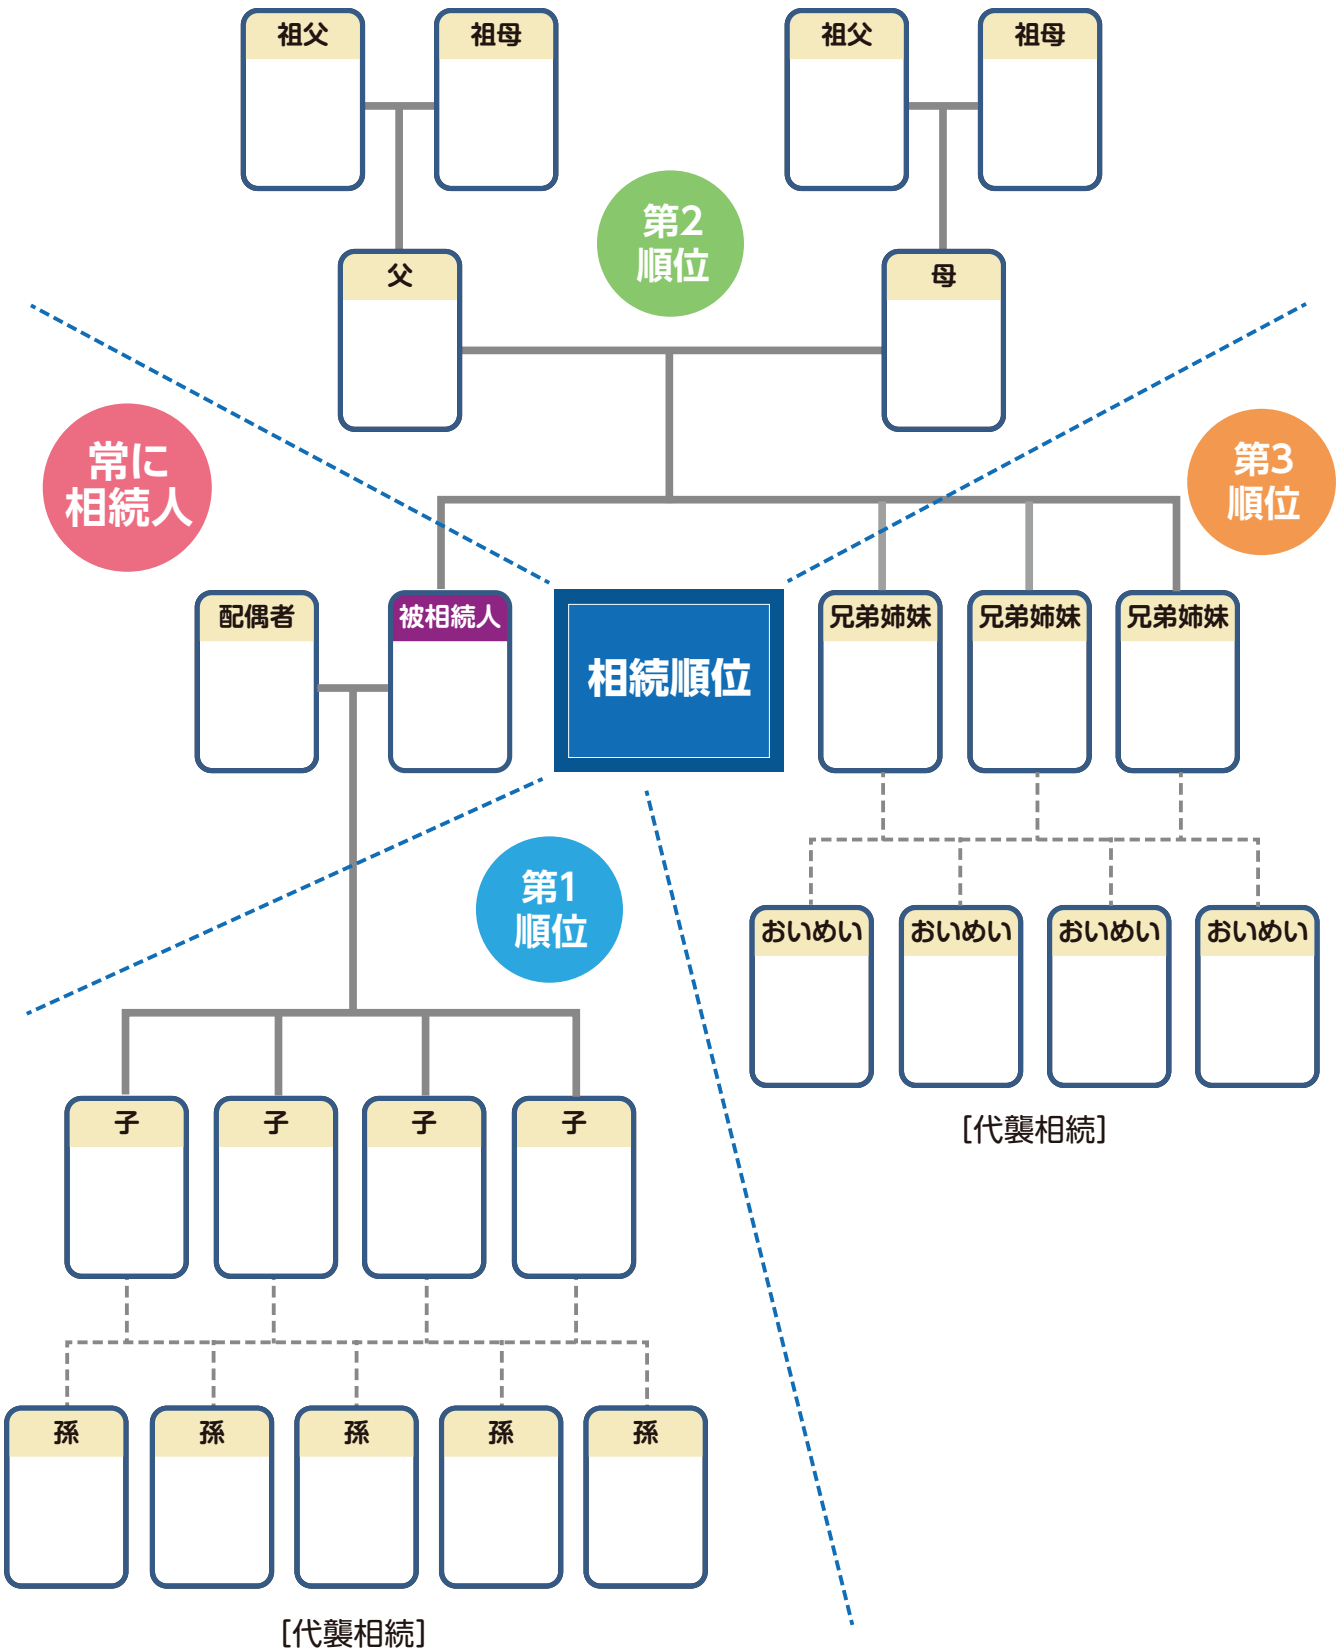 祖父
祖母
祖父
祖母
第2
順位
父
母
常に
相続人
第3
順位
配偶者
被相続人
相続順位
兄弟姉妹
兄弟姉妹
兄弟姉妹
第1
順位
おいめい
おいめい
おいめい
おいめい
[代襲相続]
子
子
子
子
孫
孫
孫
孫
孫
[代襲相続]